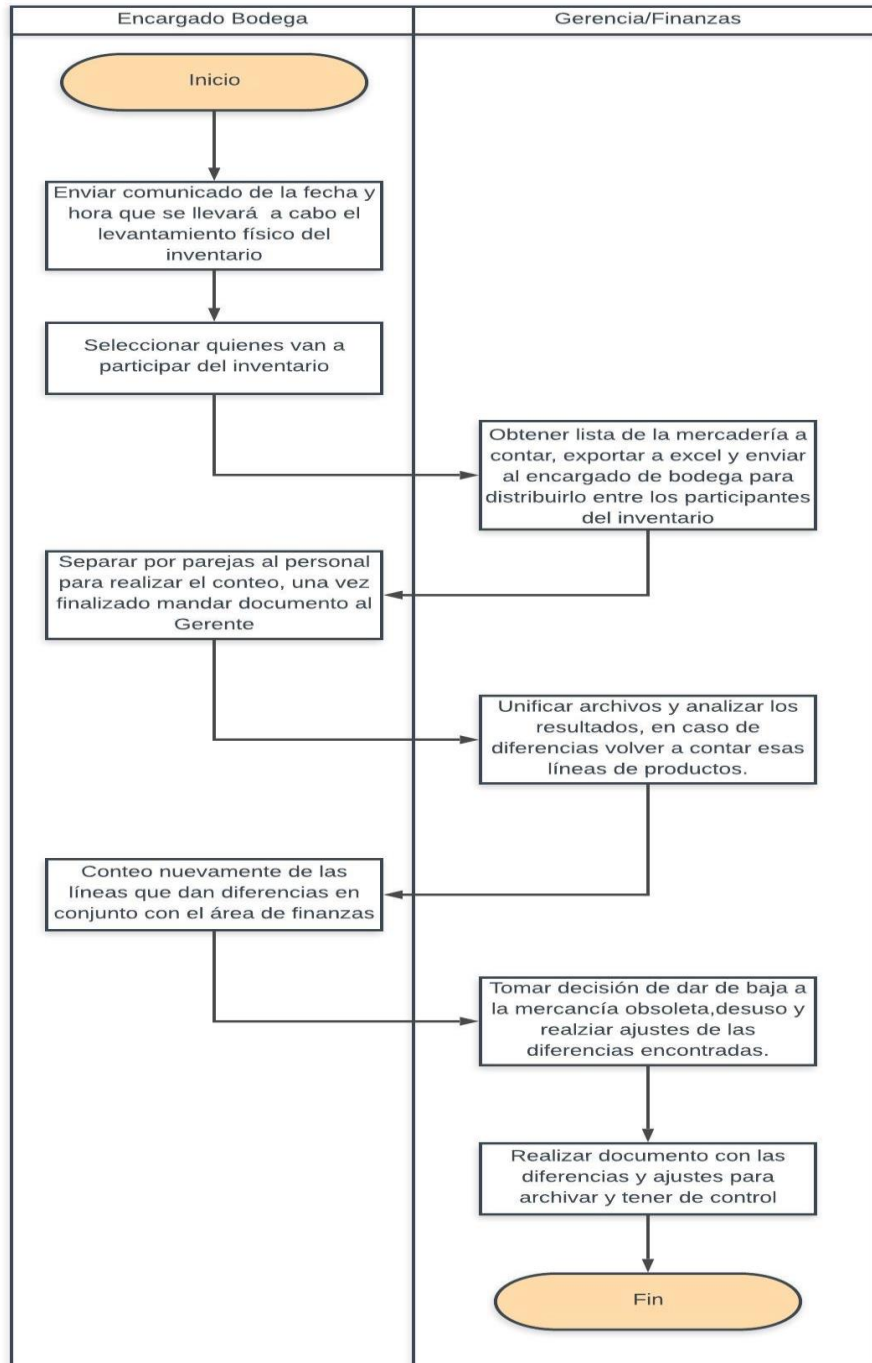 Encargado Bodega
Gerencia/Finanzas
Inicio
Enviar comunicado de la fecha y
hora que se llevará a cabo el
levantamiento físico del
inventario
Seleccionar quienes van a
participar del inventario
Obtener lista de la mercadería a
contar, exportar a excel y enviar
al encargado de bodega para
distribuirlo entre los participantes
del inventario
Separar por parejas al personal
para realizar el conteo, una vez
finalizado mandar documento al
Gerente
Unificar archivos y analizar los
resultados, en caso de
diferencias volver a contar esas
líneas de productos.
Conteo nuevamente de las
líneas que dan diferencias en
conjunto con el área de finanzas
Tomar decisión de dar de baja a
la mercancía obsoleta,desuso y
realziar ajustes de las
diferencias encontradas.
Realizar documento con las
diferencias y ajustes para
archivar y tener de control
Fin